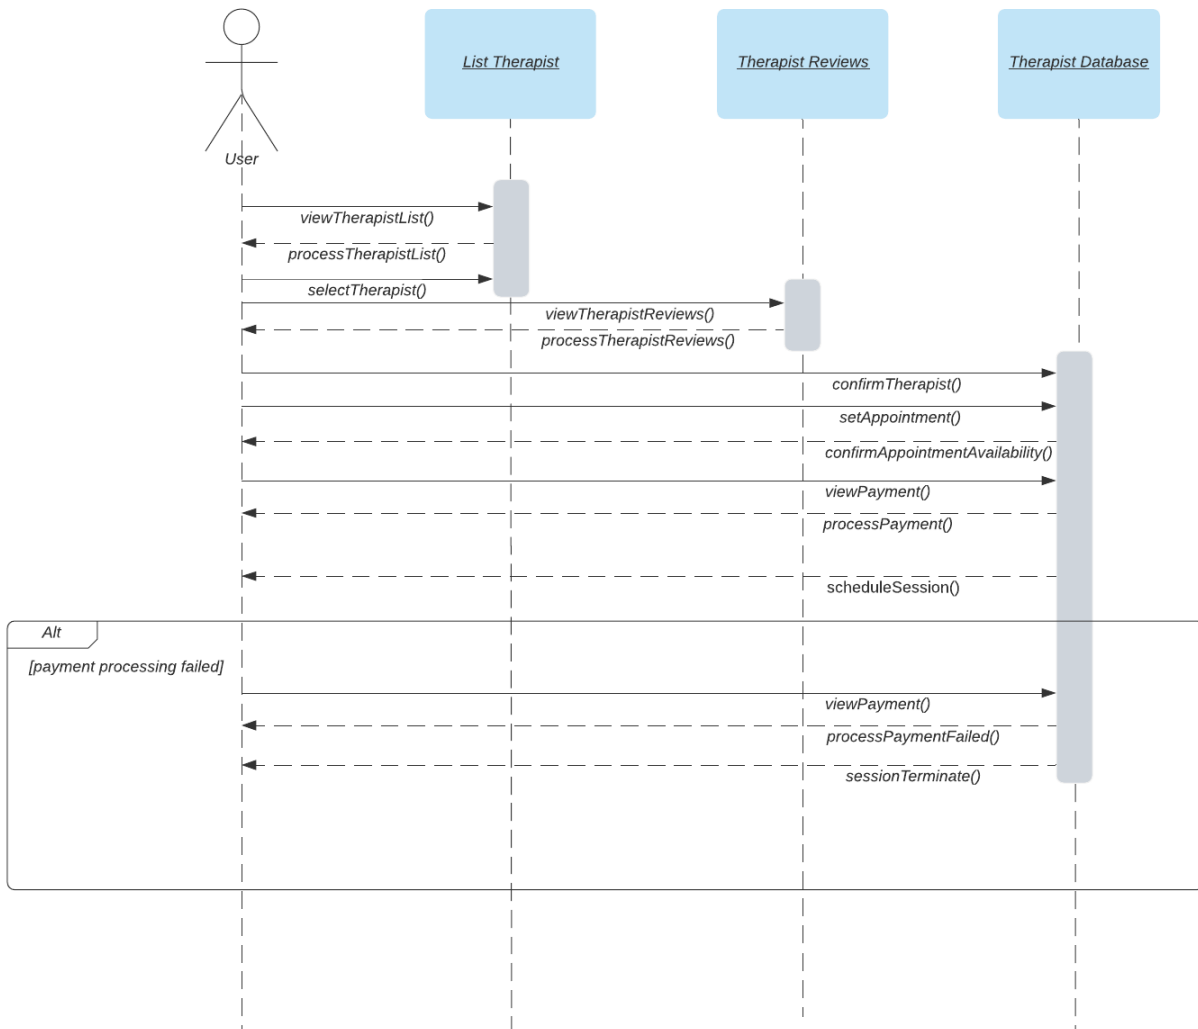 List Therapist
Therapist Reviews
Therapist Database
User
viewTherapistList()
processTherapistList()
selectTherapist()
viewTherapistReviews()
processTherapistReviews()
confirmTherapist()
setAppointment()
confirmAppointmentAvailability()
viewPayment()
processPayment()
scheduleSession()
Alt
[payment processing failed]
viewPayment()
processPaymentFailed()
sessionTerminate()